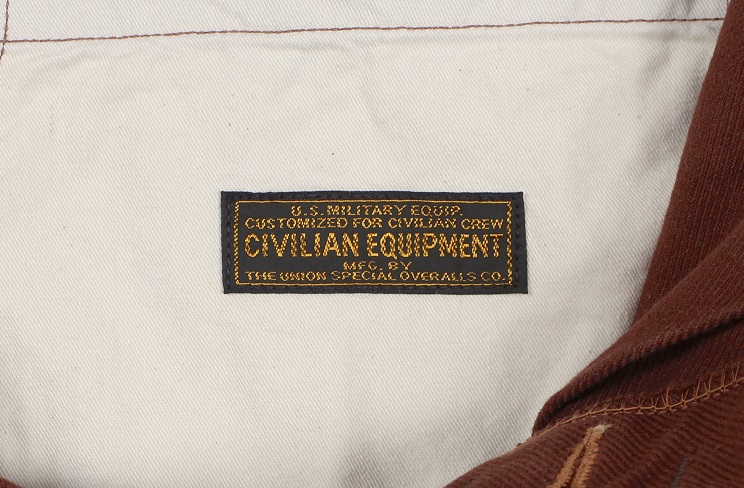 U.S. MILITARY EQUIP.
CUSTOMIZED FOR CIVILIAN CREW
CIVILIAN EQUIPMENT
MFG. BY
THE UNION SPECIAL OVERALLS CO.